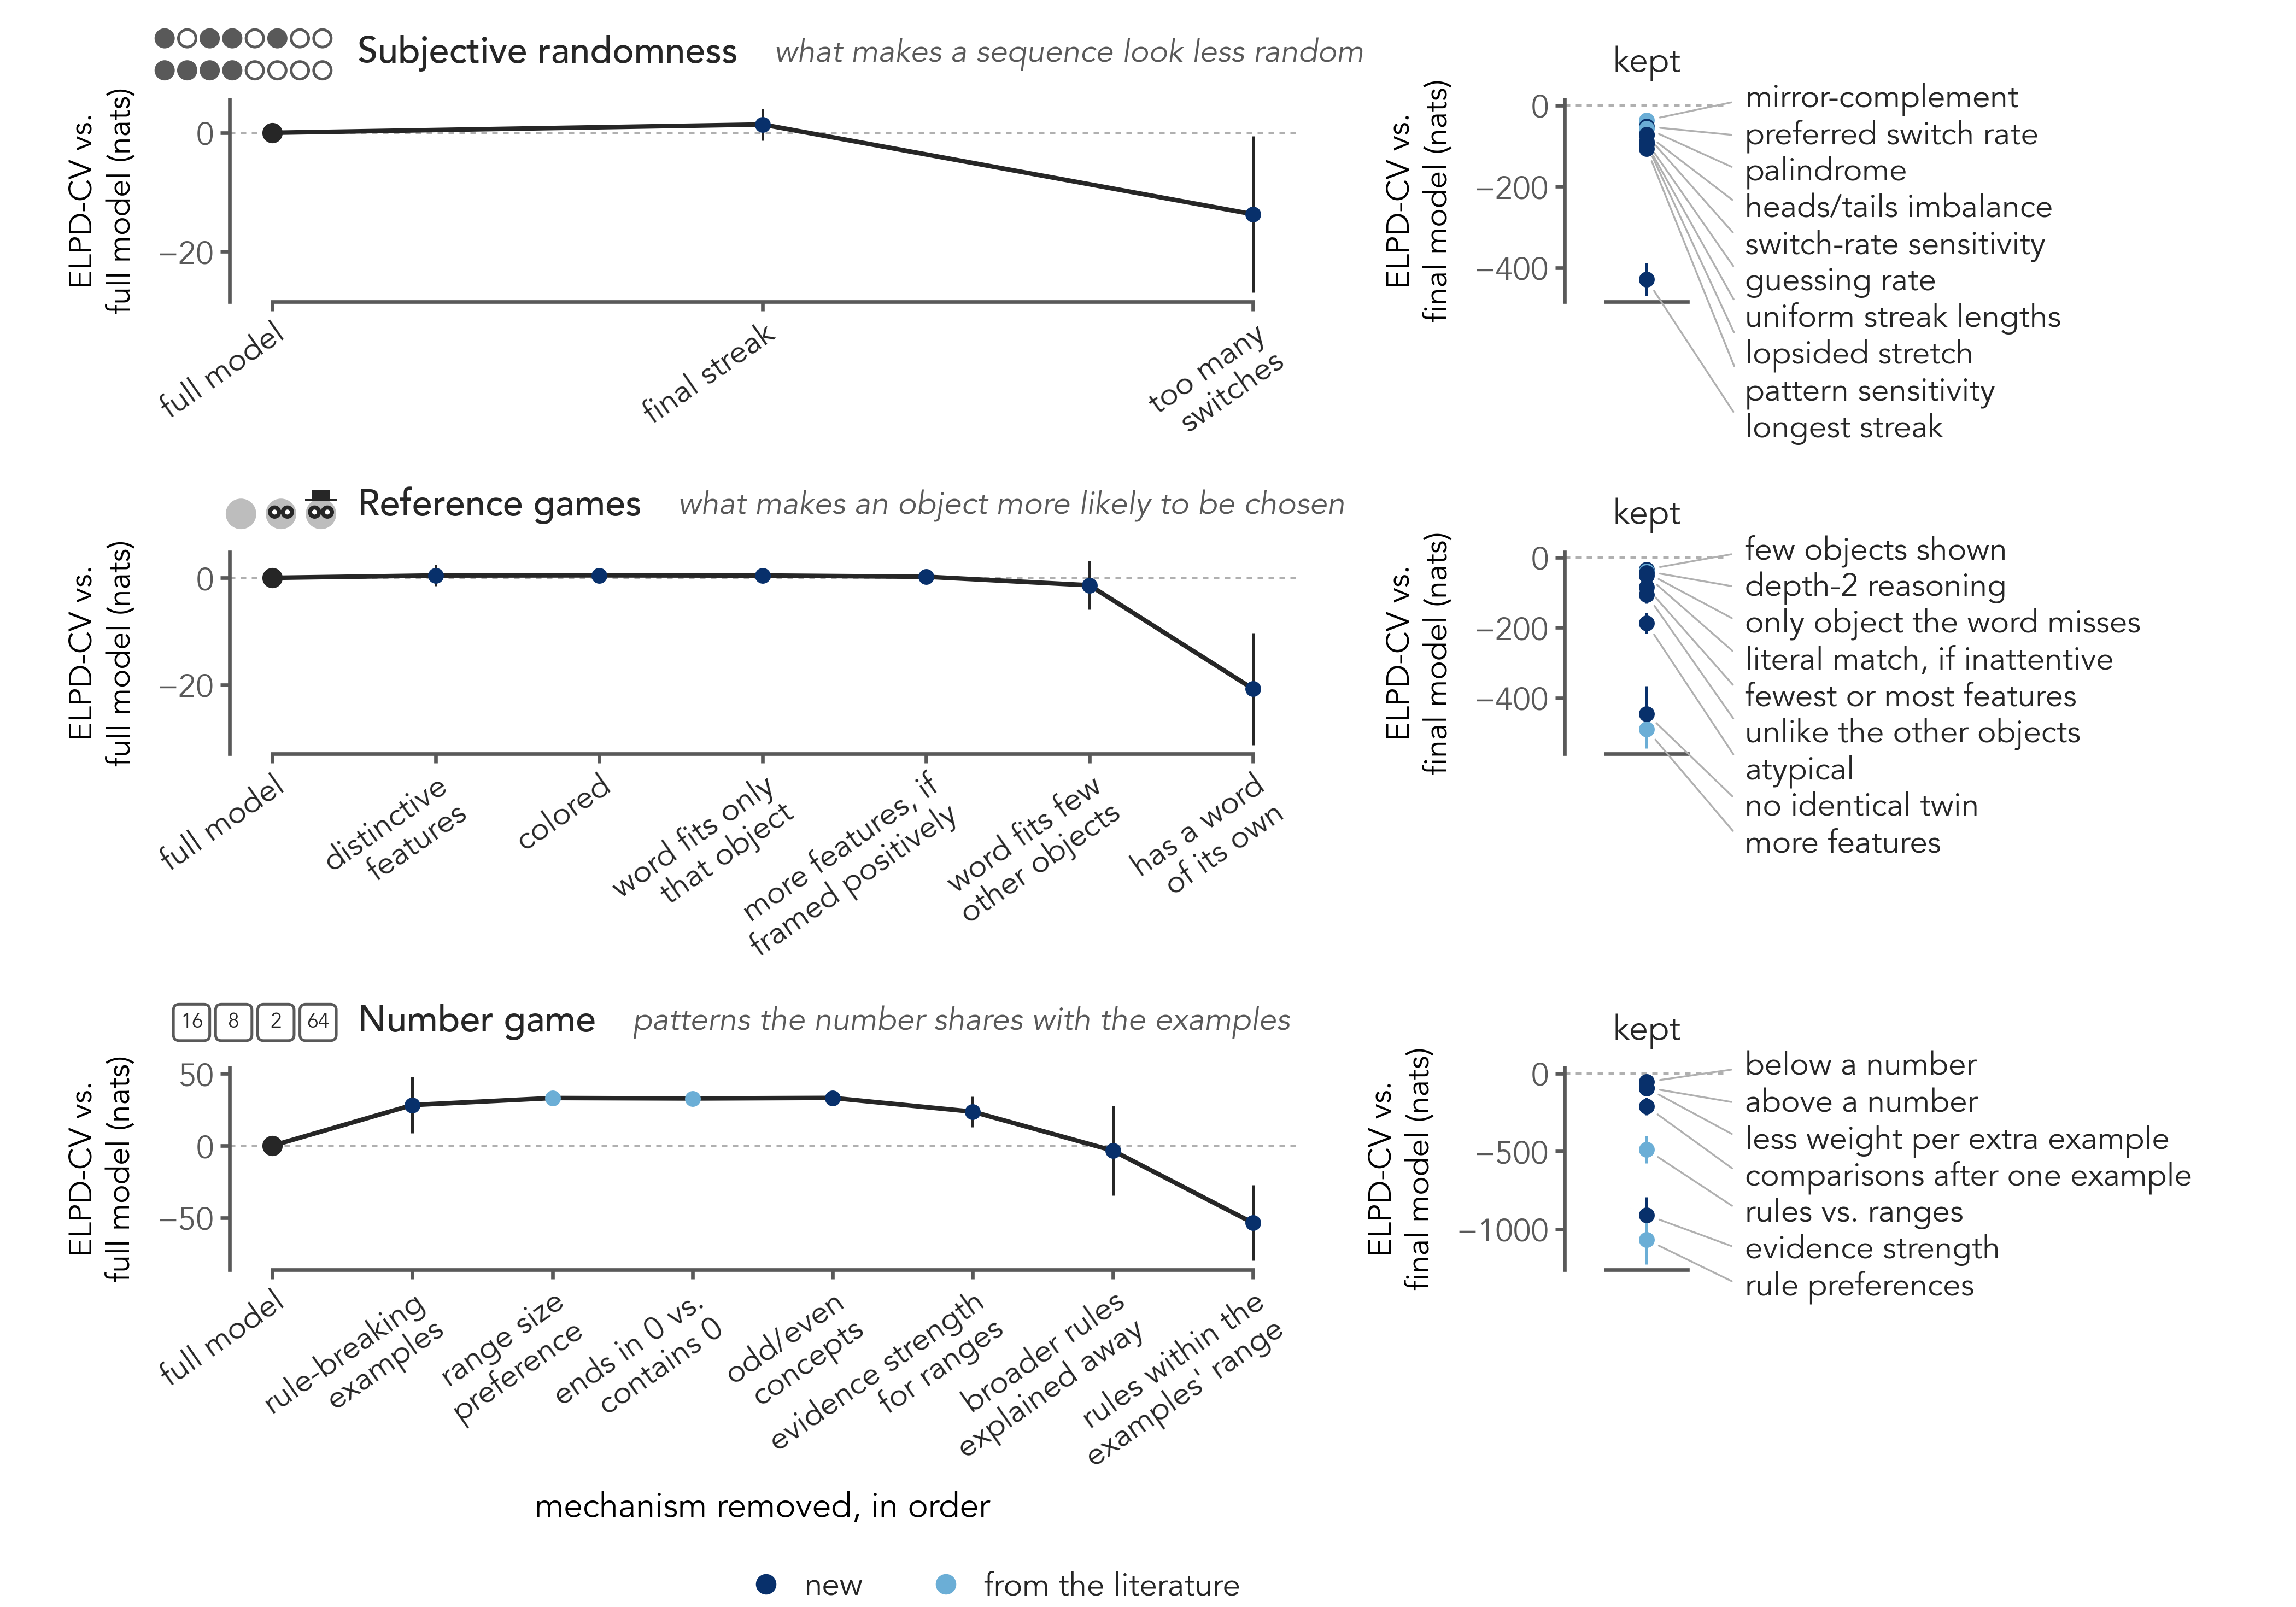 Subjective randomness what makes a sequence look less random
ELPD-CV vs.
full model (nats)
0
−20
full model
final streak
too many
switches
kept
ELPD-CV vs.
final model (nats)
0
−200
−400
mirror-complement
preferred switch rate
palindrome
heads/tails imbalance
switch-rate sensitivity
guessing rate
uniform streak lengths
lopsided stretch
pattern sensitivity
longest streak
Reference games what makes an object more likely to be chosen
ELPD-CV vs.
full model (nats)
0
−20
full model
distinctive
features
colored
word fits only
that object
more features, if
framed positively
word fits few
other objects
has a word
of its own
kept
ELPD-CV vs.
final model (nats)
0
−200
−400
few objects shown
depth-2 reasoning
only object the word misses
literal match, if inattentive
fewest or most features
unlike the other objects
atypical
no identical twin
more features
16 8 2 64
Number game patterns the number shares with the examples
ELPD-CV vs.
full model (nats)
50
0
−50
full model
rule-breaking
examples
range size
preference
ends in 0 vs.
contains 0
odd/even
concepts
evidence strength
for ranges
broader rules
explained away
rules within the
examples' range
mechanism removed, in order
kept
ELPD-CV vs.
final model (nats)
0
−500
−1000
below a number
above a number
less weight per extra example
comparisons after one example
rules vs. ranges
evidence strength
rule preferences
new
from the literature